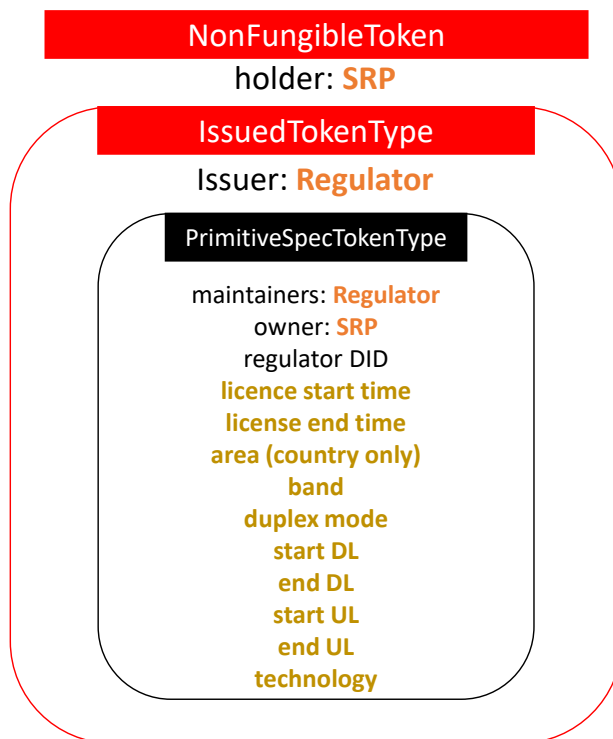 NonFungibleToken
holder: SRP
IssuedTokenType
Issuer: Regulator
PrimitiveSpecTokenType
maintainers: Regulator
owner: SRP
regulator DID
licence start time
license end time
area (country only)
band
duplex mode
start DL
end DL
start UL
end UL
technology